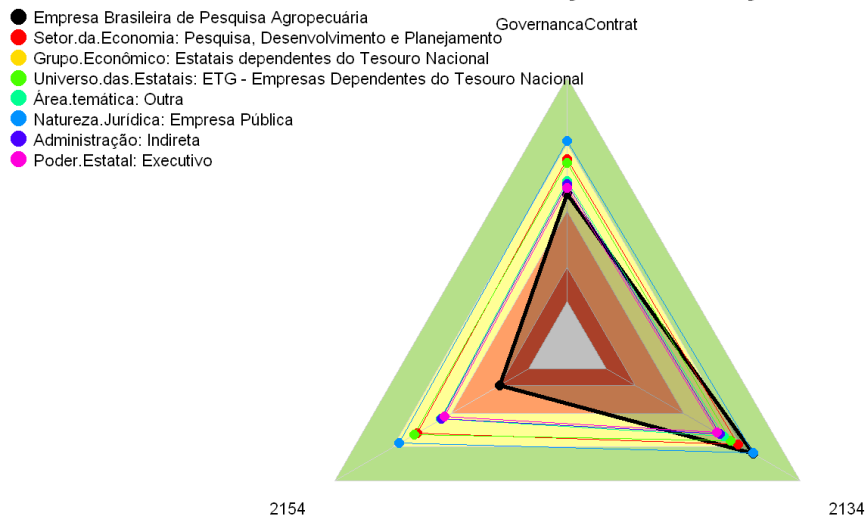 Empresa Brasileira de Pesquisa Agropecuária
Setor.da.Economia: Pesquisa, Desenvolvimento e Planejamento
GovernancaContrat
Grupo.Econômico: Estatais dependentes do Tesouro Nacional
Universo.das.Estatais: ETG - Empresas Dependentes do Tesouro Nacional
Área.temática: Outra
Natureza.Jurídica: Empresa Pública
Administração: Indireta
Poder.Estatal: Executivo
2154
2134